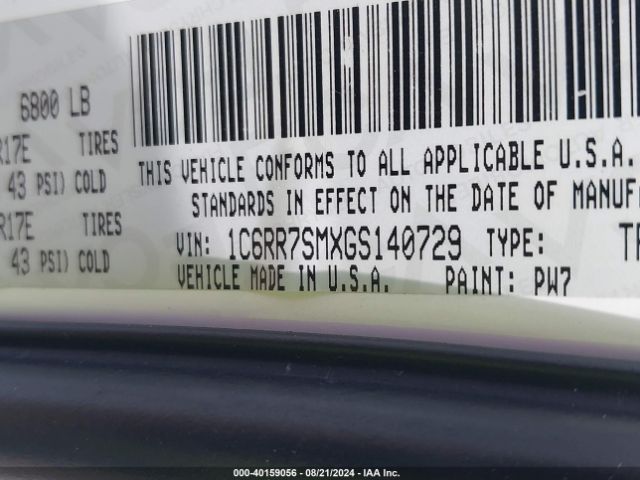 6800 LB
R17E TIRES
43 PSI) COLD
R17E TIRES
43 PSI) COLD
THIS VEHICLE CONFORMS TO ALL APPLICABLE U.S.A.
STANDARDS IN EFFECT ON THE DATE OF MANUF
VIN: 1C6RR7SMXGS140729 TYPE: TR
VEHICLE MADE IN U.S.A. PAINT: PW7
000-40159056 - 08/21/2024 - IAA Inc.